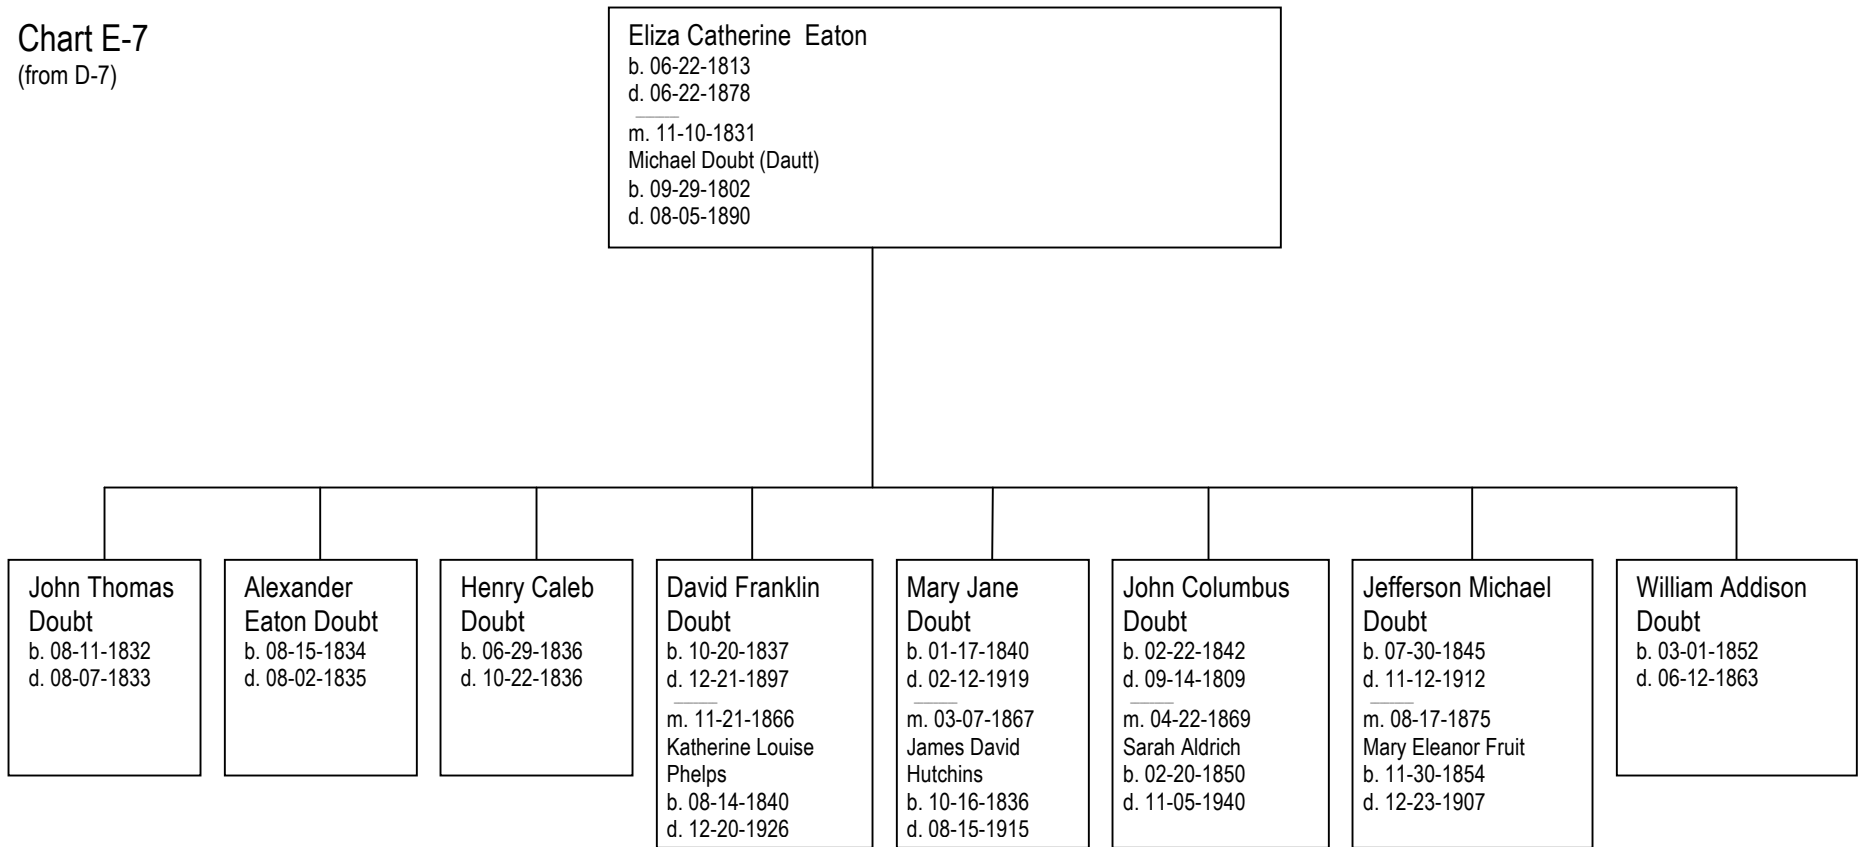 Chart E-7
(from D-7)
Eliza Catherine Eaton
b. 06-22-1813
d. 06-22-1878
m. 11-10-1831
Michael Doubt (Dautt)
b. 09-29-1802
d. 08-05-1890
John Thomas
Doubt
b. 08-11-1832
d. 08-07-1833
Alexander
Eaton Doubt
b. 08-15-1834
d. 08-02-1835
Henry Caleb
Doubt
b. 06-29-1836
d. 10-22-1836
David Franklin
Doubt
b. 10-20-1837
d. 12-21-1897
m. 11-21-1866
Katherine Louise
Phelps
b. 08-14-1840
d. 12-20-1926
Mary Jane
Doubt
b. 01-17-1840
d. 02-12-1919
m. 03-07-1867
James David
Hutchins
b. 10-16-1836
d. 08-15-1915
John Columbus
Doubt
b. 02-22-1842
d. 09-14-1809
m. 04-22-1869
Sarah Aldrich
b. 02-20-1850
d. 11-05-1940
Jefferson Michael
Doubt
b. 07-30-1845
d. 11-12-1912
m. 08-17-1875
Mary Eleanor Fruit
b. 11-30-1854
d. 12-23-1907
William Addison
Doubt
b. 03-01-1852
d. 06-12-1863